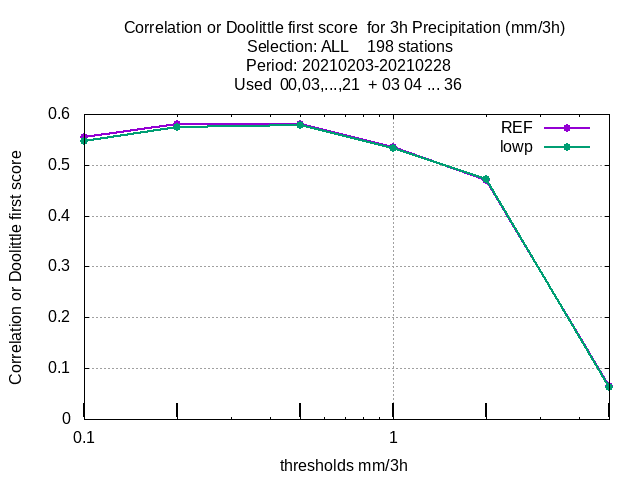 Correlation or Doolittle first score  for 3h Precipitation (mm/3h)
Selection: ALL    198 stations
Period: 20210203-20210228
Used  00,03,...,21  + 03 04 ... 36
REF
lowp
0.6
0.5
0.4
0.3
0.2
0.1
0
Correlation or Doolittle first score
0.1
1
thresholds mm/3h